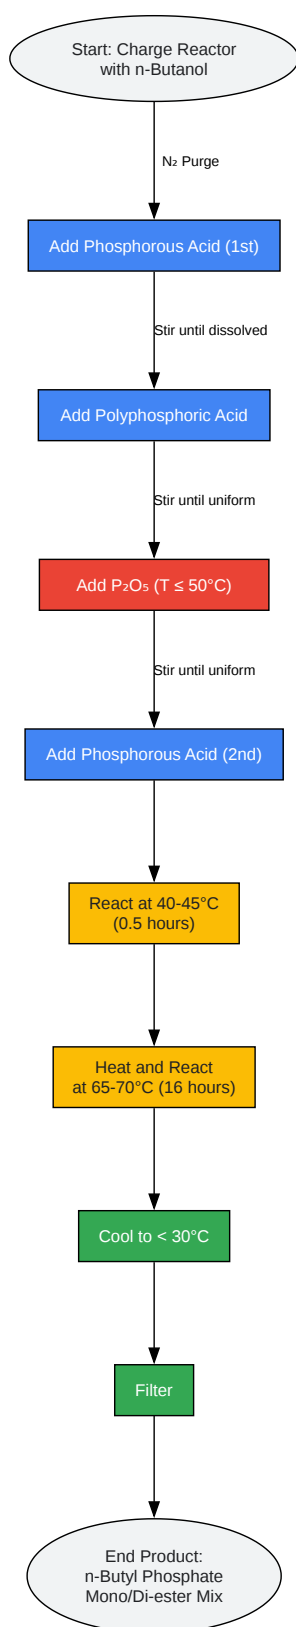 Start: Charge Reactor
with n-Butanol
N₂ Purge
Add Phosphorous Acid (1st)
Stir until dissolved
Add Polyphosphoric Acid
Stir until uniform
Add P₂O₅ (T ≤ 50°C)
Stir until uniform
Add Phosphorous Acid (2nd)
React at 40-45°C
(0.5 hours)
Heat and React
at 65-70°C (16 hours)
Cool to < 30°C
Filter
End Product:
n-Butyl Phosphate
Mono/Di-ester Mix